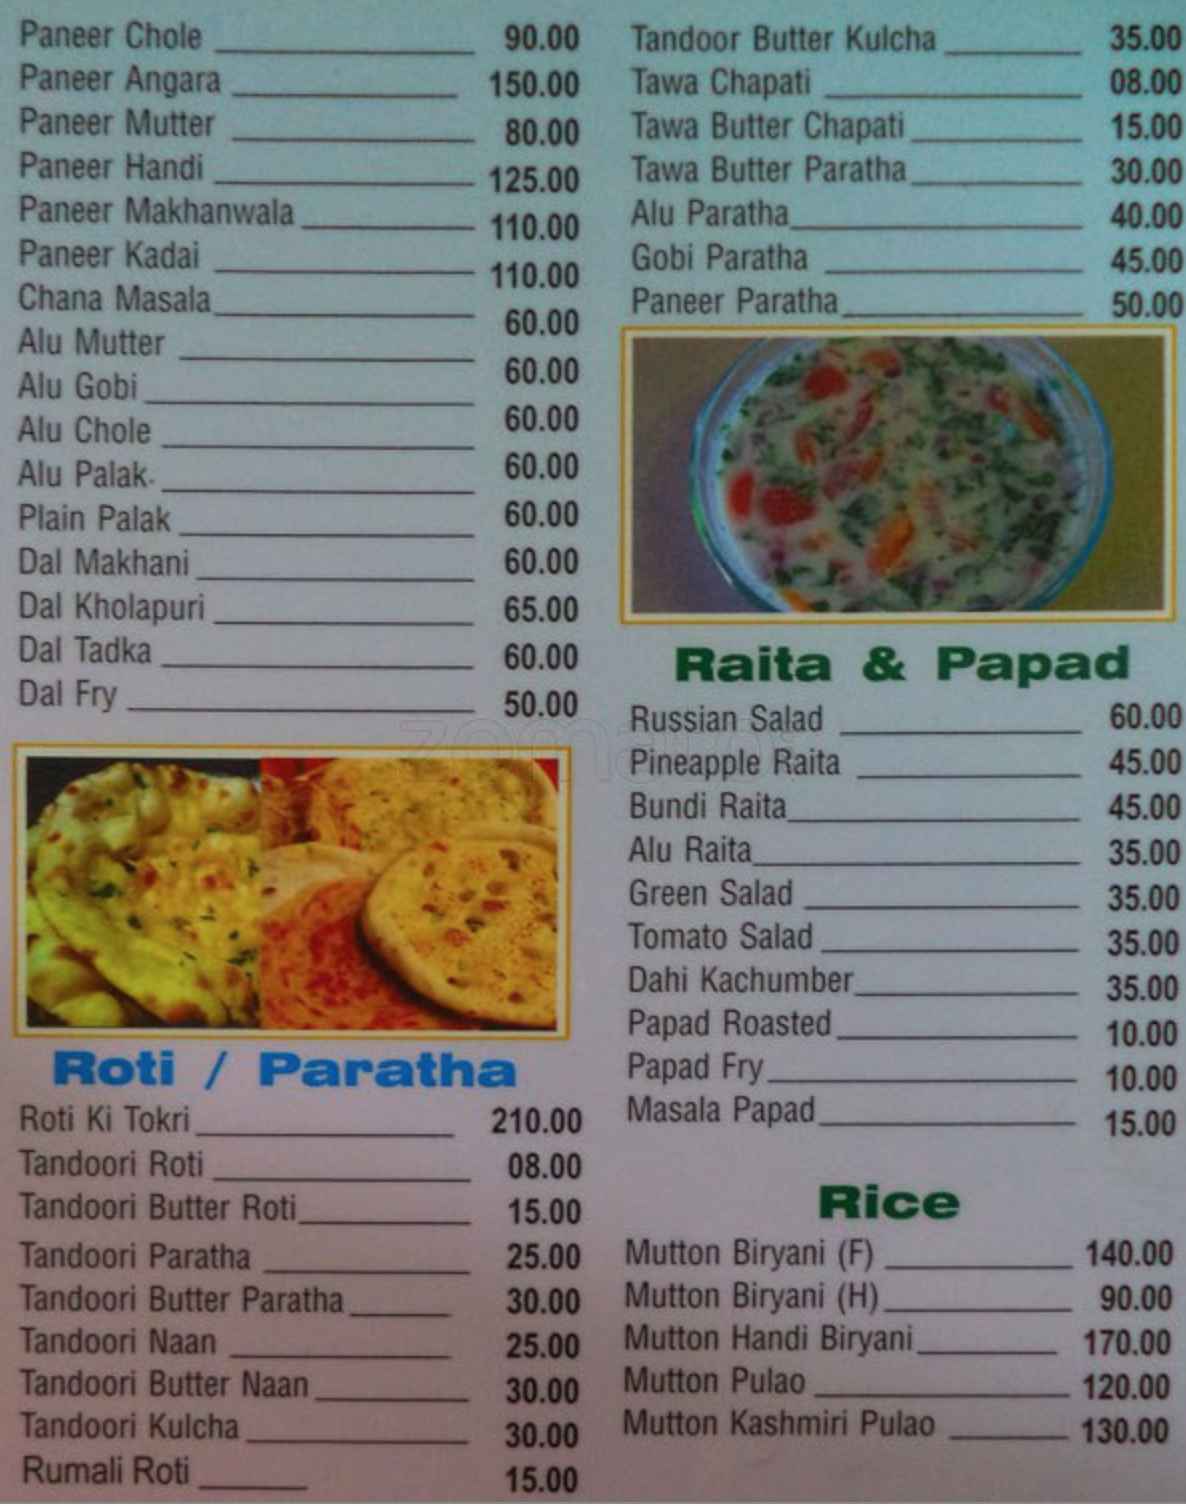 Paneer Chole 90.00
Paneer Angara 150.00
Paneer Mutter 80.00
Paneer Handi 125.00
Paneer Makhanwala 110.00
Paneer Kadai 110.00
Chana Masala 60.00
Alu Mutter 60.00
Alu Gobi 60.00
Alu Chole 60.00
Alu Palak 60.00
Plain Palak 60.00
Dal Makhani 65.00
Dal Kholapuri 60.00
Dal Tadka 50.00
Dal Fry
Roti / Paratha
Roti Ki Tokri 210.00
Tandoori Roti 08.00
Tandoori Butter Roti 15.00
Tandoori Paratha 25.00
Tandoori Butter Paratha 30.00
Tandoori Naan 25.00
Tandoori Butter Naan 30.00
Tandoori Kulcha 30.00
Rumali Roti 15.00
Tandoor Butter Kulcha 35.00
Tawa Chapati 08.00
Tawa Butter Chapati 15.00
Tawa Butter Paratha 30.00
Alu Paratha 40.00
Gobi Paratha 45.00
Paneer Paratha 50.00
Raita & Papad
Russian Salad 60.00
Pineapple Raita 45.00
Bundi Raita 45.00
Alu Raita 35.00
Green Salad 35.00
Tomato Salad 35.00
Dahi Kachumber 35.00
Papad Roasted 10.00
Papad Fry 10.00
Masala Papad 15.00
Rice
Mutton Biryani (F) 140.00
Mutton Biryani (H) 90.00
Mutton Handi Biryani 170.00
Mutton Pulao 120.00
Mutton Kashmiri Pulao 130.00